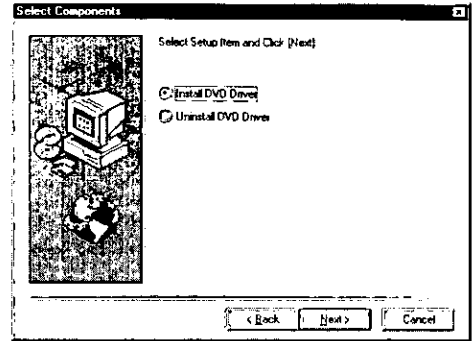 Select Components
Select Setup Item and Click [Next]
Install DVD Driver
Uninstall DVD Driver
< Back
Next >
Cancel